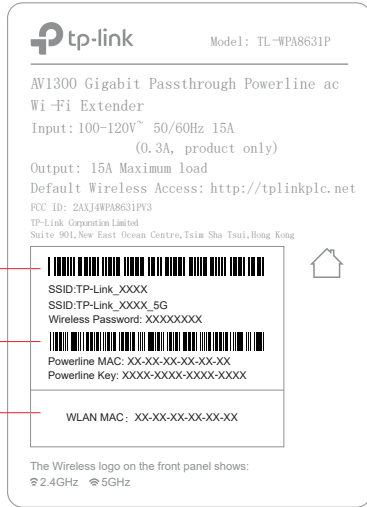 tp-link
Model: TL-WPA8631P
AV1300 Gigabit Passthrough Powerline ac
Wi-Fi Extender
Input: 100-120V~ 50/60Hz 15A
(0.3A, product only)
Output: 15A Maximum load
Default Wireless Access: http://tplinkplc.net
FCC ID: 2AXJ4WPA8631PV3
TP-Link Corporation Limited
Suite 901, New East Ocean Centre, Tsim Sha Tsui, Hong Kong
SSID:TP-Link_XXXX
SSID:TP-Link_XXXX_5G
Wireless Password: XXXXXXXX
Powerline MAC: XX-XX-XX-XX-XX-XX
Powerline Key: XXXX-XXXX-XXXX-XXXX
WLAN MAC: XX-XX-XX-XX-XX-XX
The Wireless logo on the front panel shows:
2.4GHz 5GHz